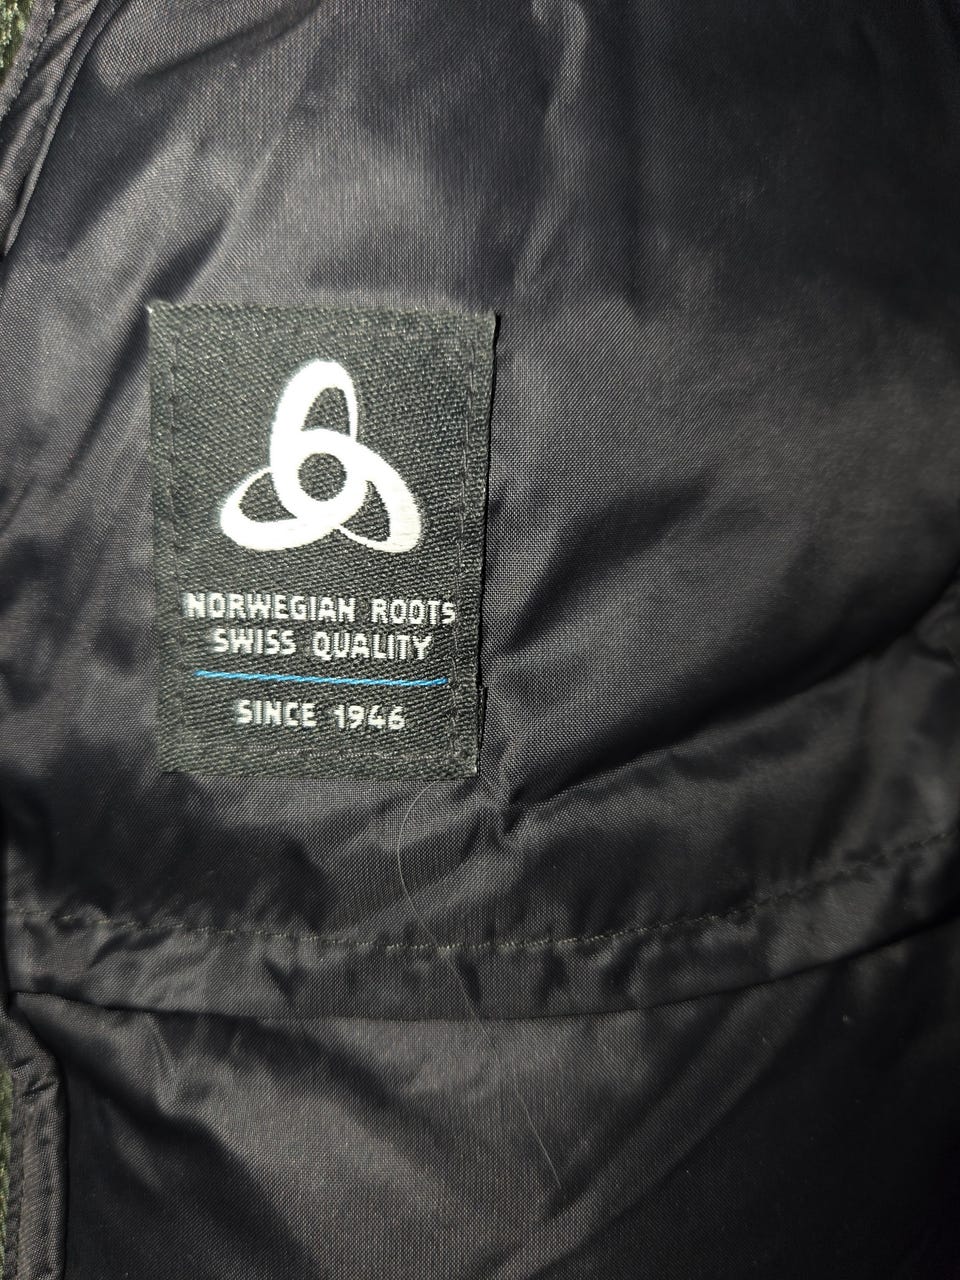 NORWEGIAN ROOTS
SWISS QUALITY
SINCE 1946